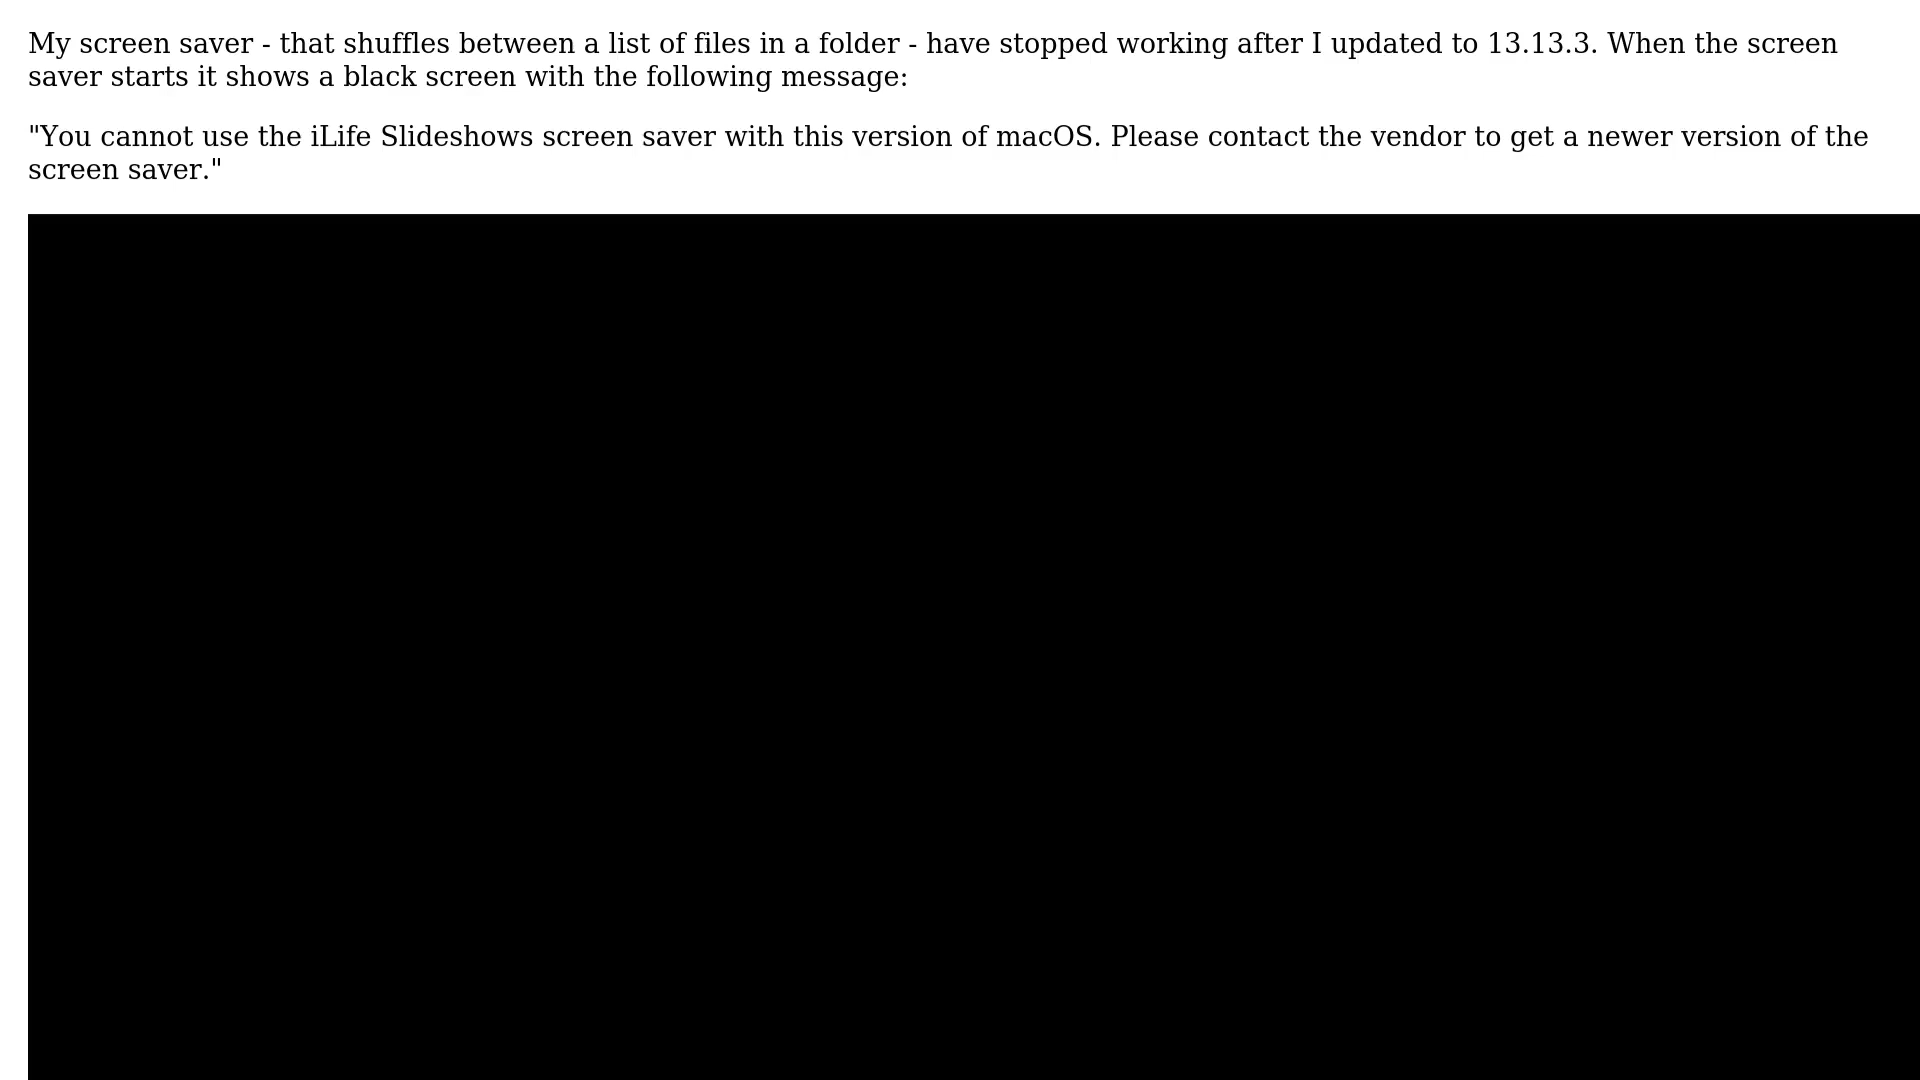 My screen saver - that shuffles between a list of files in a folder - have stopped working after I updated to 13.13.3. When the screen
saver starts it shows a black screen with the following message:
"You cannot use the iLife Slideshows screen saver with this version of macOS. Please contact the vendor to get a newer version of the
screen saver."